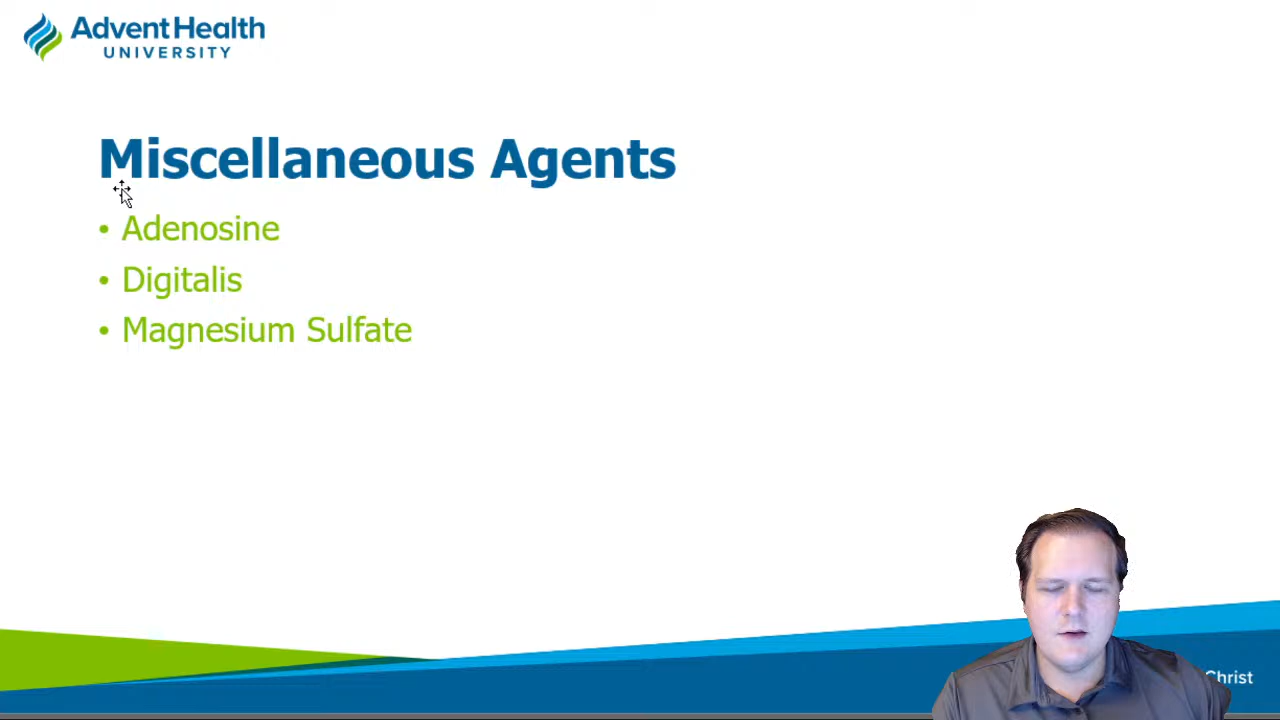 AdventHealth
UNIVERSITY
Miscellaneous Agents
• Adenosine
• Digitalis
• Magnesium Sulfate
Christ